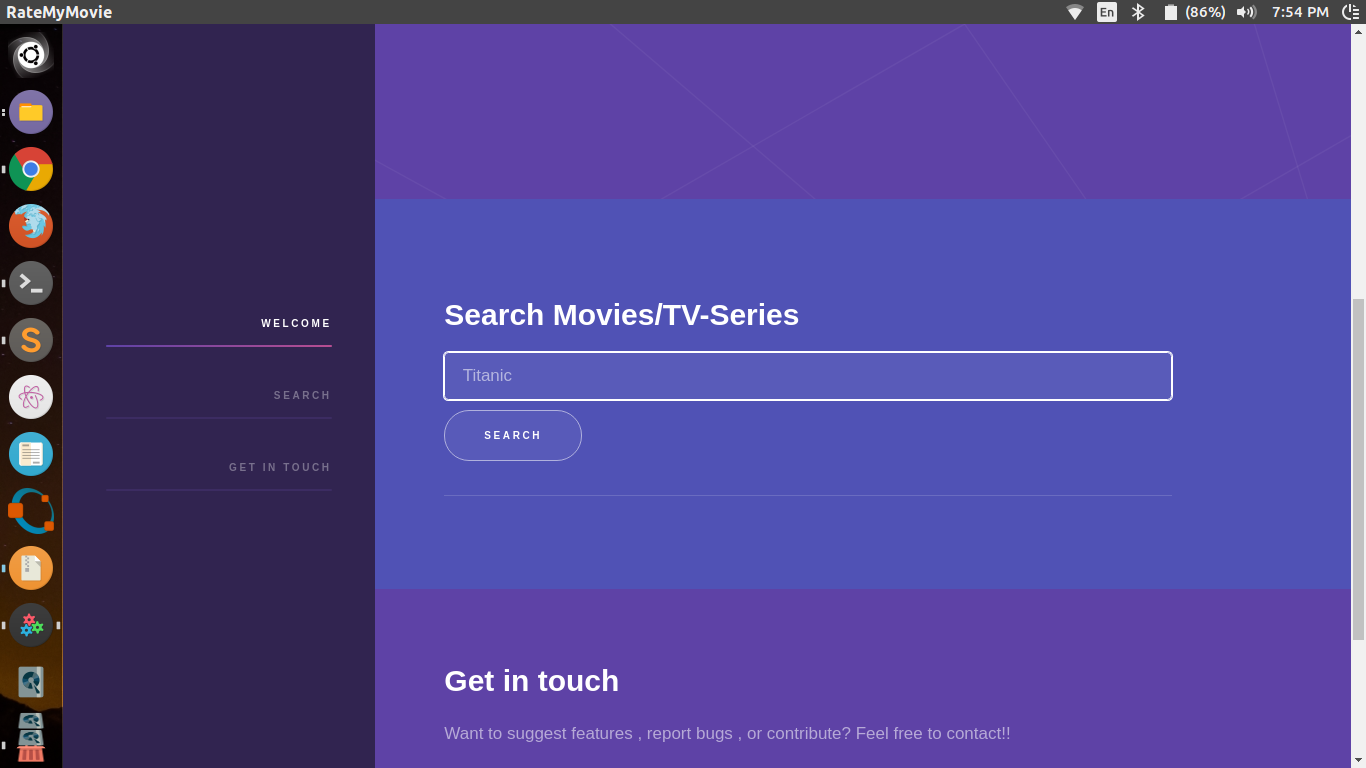 RateMyMovie
En
(86%)
7:54 PM
WELCOME
SEARCH
GET IN TOUCH
Search Movies/TV-Series
Titanic
SEARCH
Get in touch
Want to suggest features , report bugs , or contribute? Feel free to contact!!